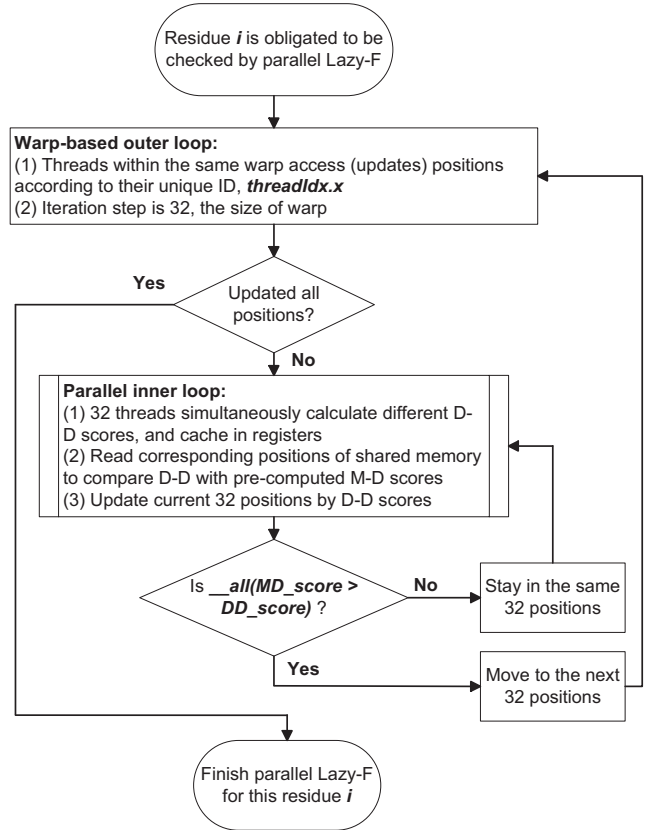 Residue i is obligated to be
checked by parallel Lazy-F
Warp-based outer loop:
(1) Threads within the same warp access (updates) positions
according to their unique ID, threadIdx.x
(2) Iteration step is 32, the size of warp
Yes
Updated all
positions?
No
Parallel inner loop:
(1) 32 threads simultaneously calculate different D-
D scores, and cache in registers
(2) Read corresponding positions of shared memory
to compare D-D with pre-computed M-D scores
(3) Update current 32 positions by D-D scores
Is __all(MD_score >
DD_score) ?
No
Stay in the same
32 positions
Yes
Move to the next
32 positions
Finish parallel Lazy-F
for this residue i